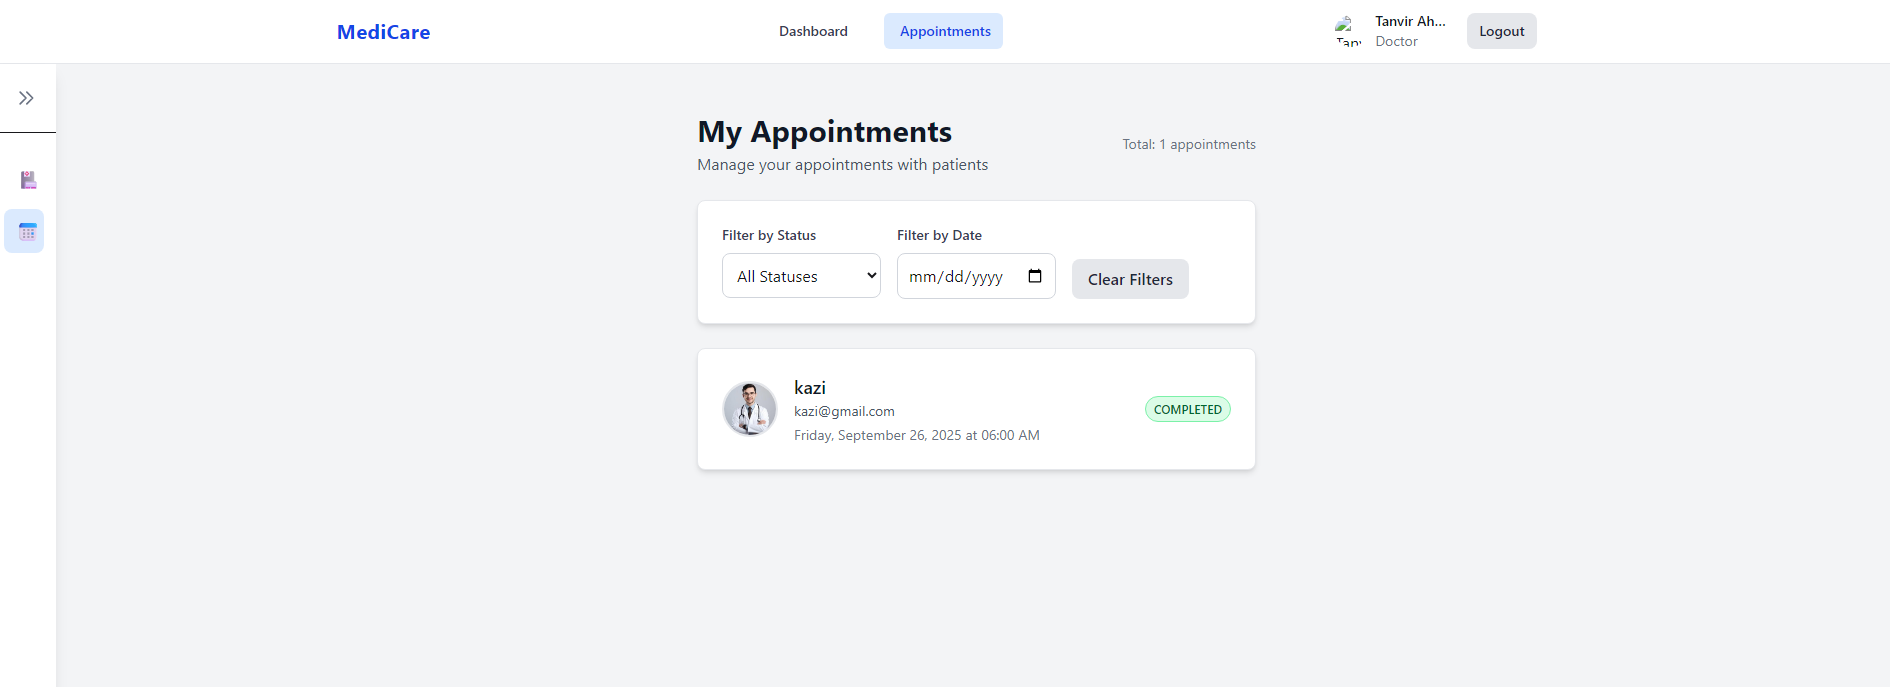 MediCare
Dashboard
Appointments
Tanvir Ah...
Doctor
Logout
My Appointments
Manage your appointments with patients
Total: 1 appointments
Filter by Status
Filter by Date
All Statuses
mm/dd/yyyy
Clear Filters
kazi
kazi@gmail.com
Friday, September 26, 2025 at 06:00 AM
COMPLETED